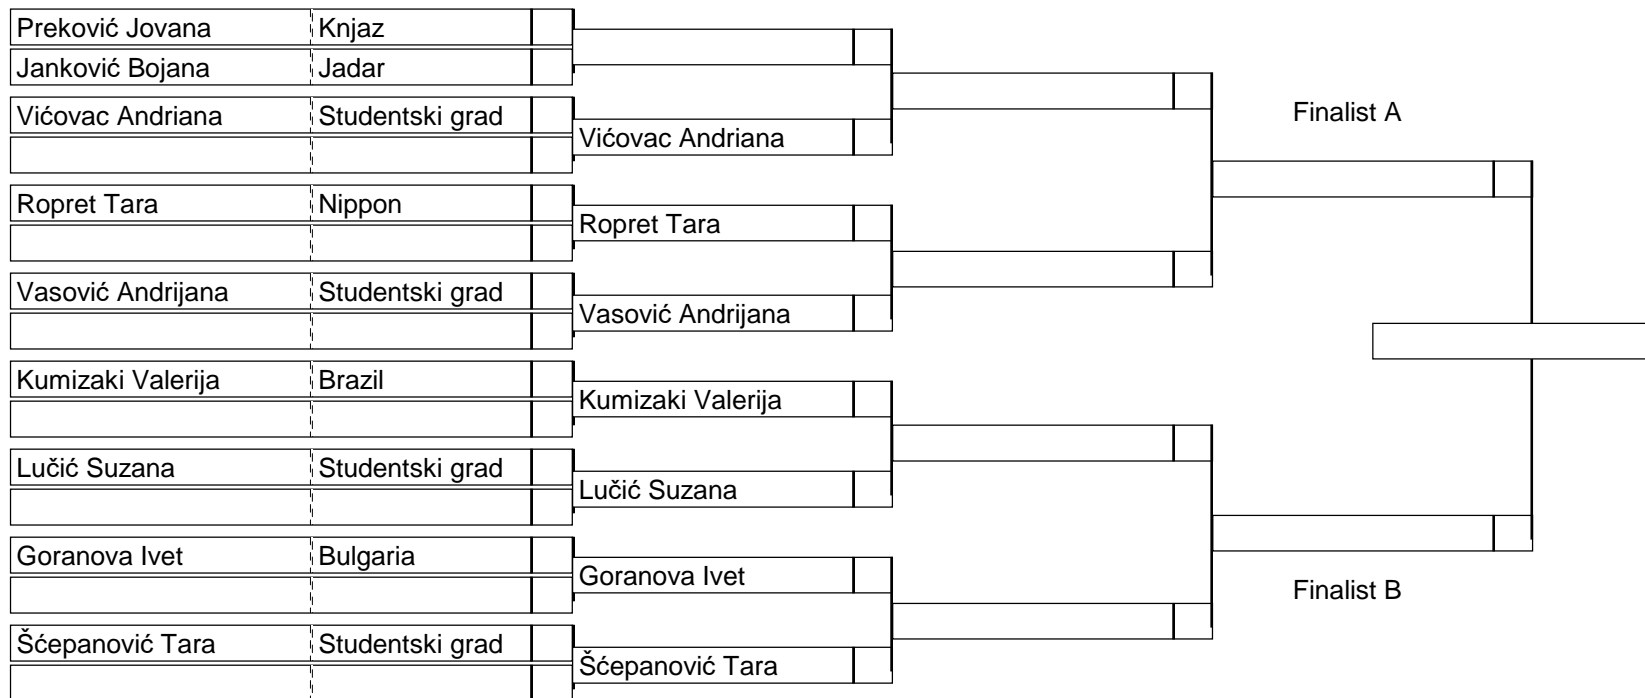 Preković Jovana Knjaz
Janković Bojana Jadar
Vićovac Andriana Studentski grad
Ropret Tara Nippon
Vasović Andrijana Studentski grad
Kumizaki Valerija Brazil
Lučić Suzana Studentski grad
Goranova Ivet Bulgaria
Šćepanović Tara Studentski grad
Vićovac Andriana
Ropret Tara
Vasović Andrijana
Kumizaki Valerija
Lučić Suzana
Goranova Ivet
Šćepanović Tara
Finalist A
Finalist B